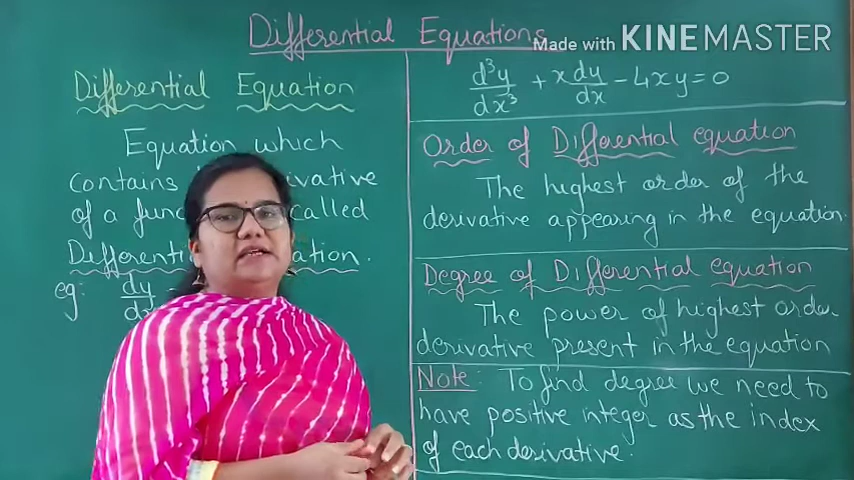 Differential Equations
Made with KINEMASTER
Differential Equation
Equation which
contains
of a called
eg: dy
d³y/dx³ + x dy/dx - 4xy = 0
Order of Differential equation
The highest order of the
derivative appearing in the equation.
Degree of Differential equation
The power of highest order
derivative present in the equation
Note: To find degree we need to
have positive integer as the index
of each derivative.